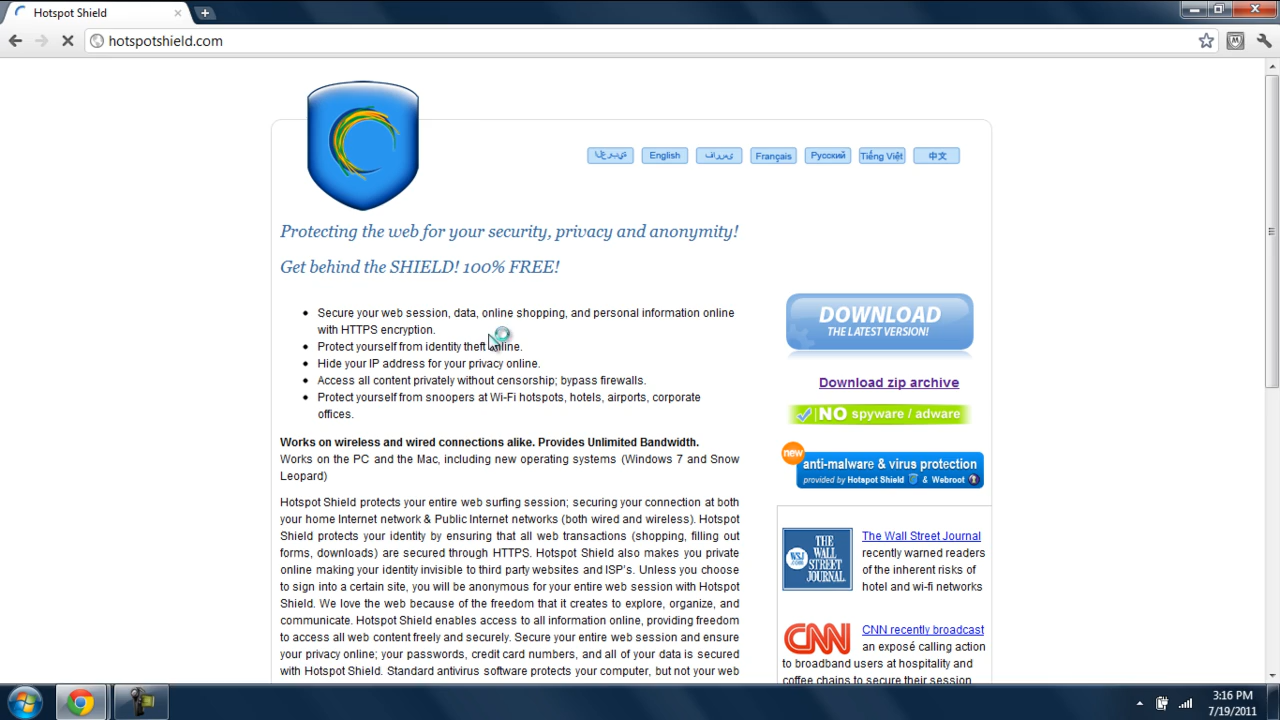 Hotspot Shield
hotspotshield.com
English
Français
Русский
Tiếng Việt
中文
Protecting the web for your security, privacy and anonymity!
Get behind the SHIELD! 100% FREE!
Secure your web session, data, online shopping, and personal information online
with HTTPS encryption.
Protect yourself from identity theft online.
Hide your IP address for your privacy online.
Access all content privately without censorship; bypass firewalls.
Protect yourself from snoopers at Wi-Fi hotspots, hotels, airports, corporate
offices.
Works on wireless and wired connections alike. Provides Unlimited Bandwidth.
Works on the PC and the Mac, including new operating systems (Windows 7 and Snow
Leopard)
Hotspot Shield protects your entire web surfing session; securing your connection at both
your home Internet network & Public Internet networks (both wired and wireless). Hotspot
Shield protects your identity by ensuring that all web transactions (shopping, filling out
forms, downloads) are secured through HTTPS. Hotspot Shield also makes you private
online making your identity invisible to third party websites and ISP's. Unless you choose
to sign into a certain site, you will be anonymous for your entire web session with Hotspot
Shield. We love the web because of the freedom that it creates to explore, organize, and
communicate. Hotspot Shield enables access to all information online, providing freedom
to access all web content freely and securely. Secure your entire web session and ensure
your privacy online; your passwords, credit card numbers, and all of your data is secured
with Hotspot Shield. Standard antivirus software protects your computer, but not your web
DOWNLOAD
THE LATEST VERSION!
Download zip archive
NO spyware / adware
new
anti-malware & virus protection
provided by Hotspot Shield & Webroot
THE
WALL
STREET
JOURNAL
WSJ
.com
The Wall Street Journal
recently warned readers
of the inherent risks of
hotel and wi-fi networks
CNN
CNN recently broadcast
an exposé calling action
to broadband users at hospitality and
coffee chains to secure their session
3:16 PM
7/19/2011